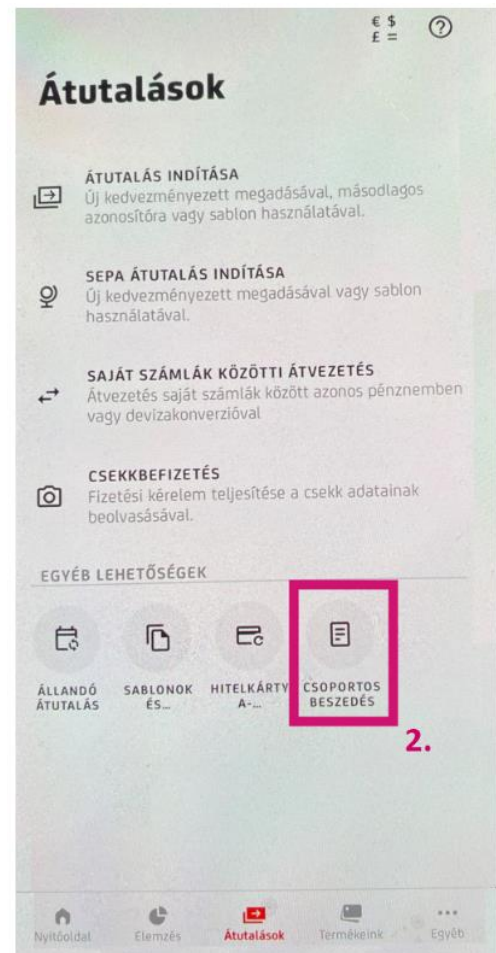 € $
£ =
?
Átutalások
ÁTUTALÁS INDÍTÁSA
Új kedvezményezett megadásával, másodlagos
azonosítóra vagy sablon használatával.
SEPA ÁTUTALÁS INDÍTÁSA
Új kedvezményezett megadásával vagy sablon
használatával.
SAJÁT SZÁMLÁK KÖZÖTTI ÁTVEZETÉS
Átvezetés saját számlák között azonos pénznemben
vagy devizakonverzióval
CSEKKBEFIZETÉS
Fizetési kérelem teljesítése a csekk adatainak
beolvasásával.
EGYÉB LEHETŐSÉGEK
ÁLLANDÓ SABLONOK HITELKÁRTY CSOPORTOS
ÁTUTALÁS ÉS... A-... BESZEDÉS
2.
Nyitóoldal Elemzés Átutalások Termékeink Egyéb